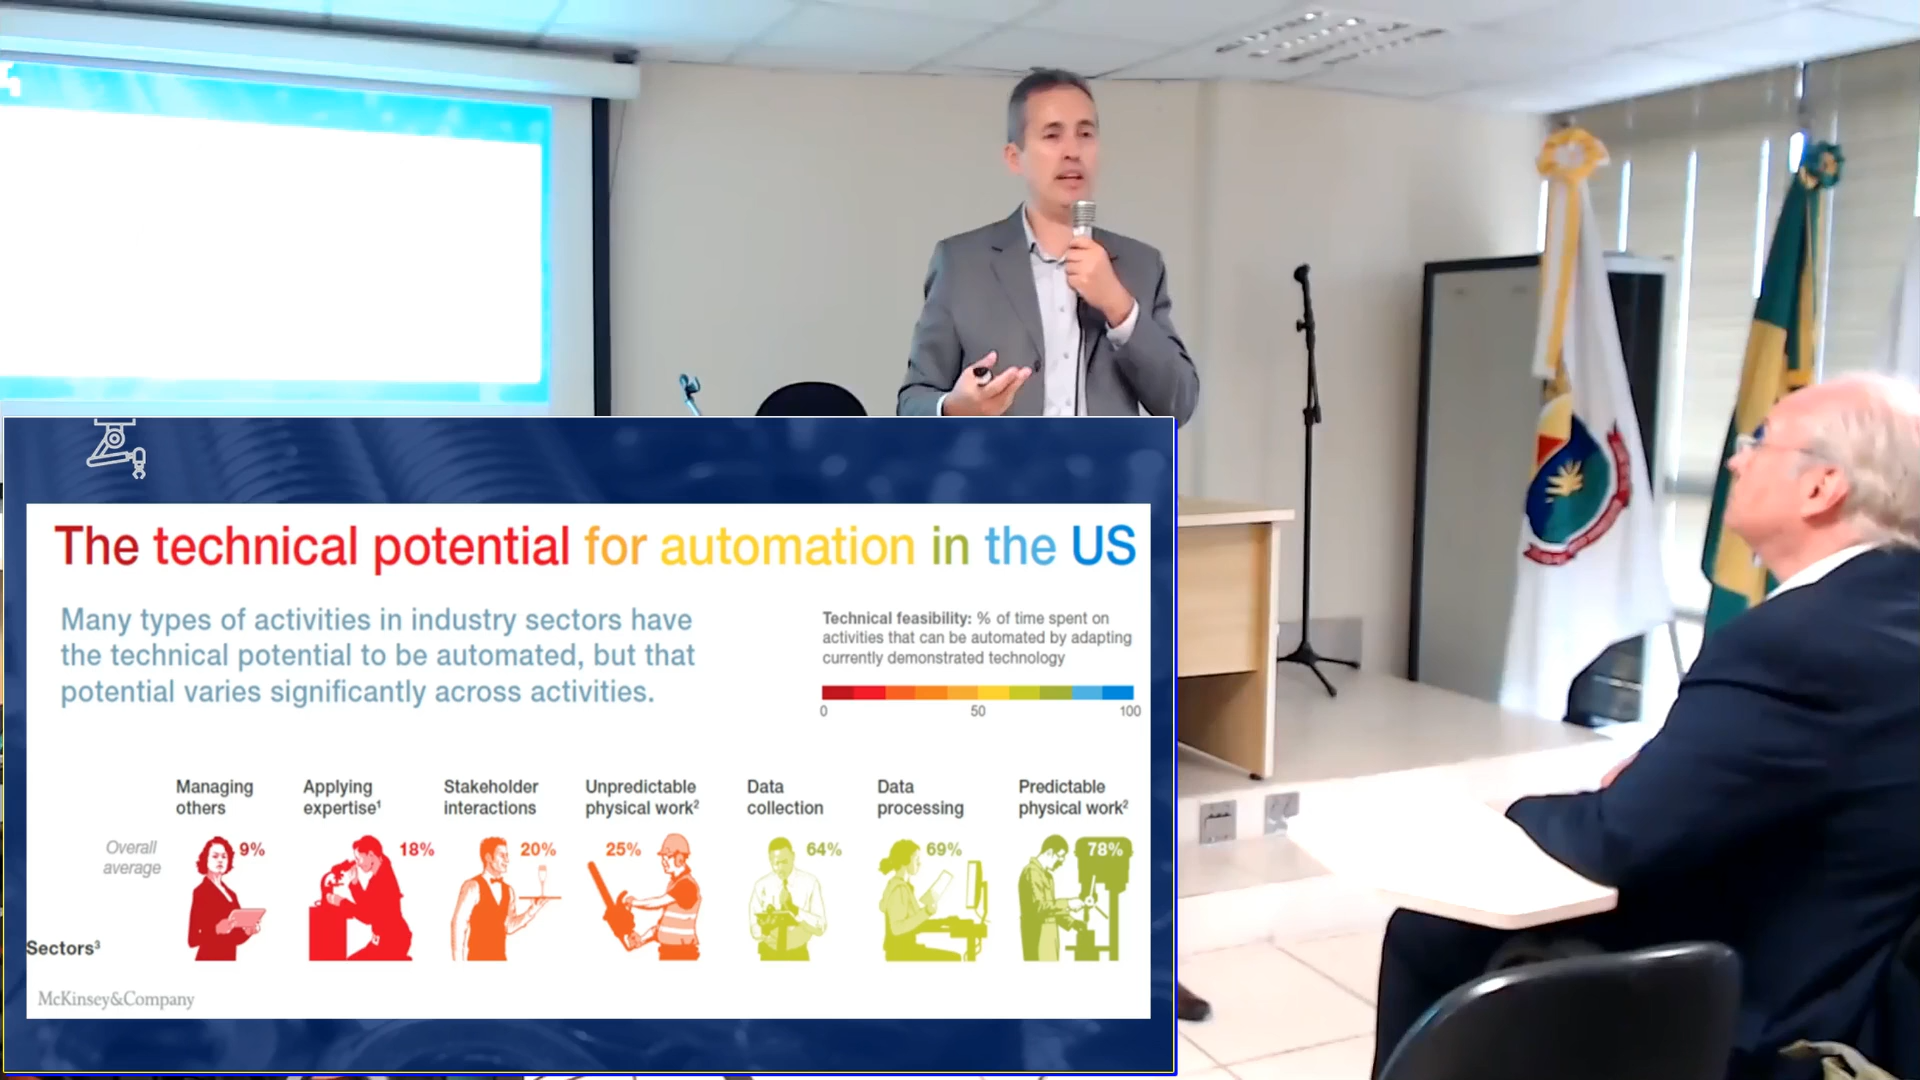 The technical potential for automation in the US
Many types of activities in industry sectors have
the technical potential to be automated, but that
potential varies significantly across activities.
Technical feasibility: % of time spent on
activities that can be automated by adapting
currently demonstrated technology
0 50 100
Managing others
Applying expertise¹
Stakeholder interactions
Unpredictable physical work²
Data collection
Data processing
Predictable physical work²
Overall average
9% 18% 20% 25% 64% 69% 78%
Sectors³
McKinsey&Company